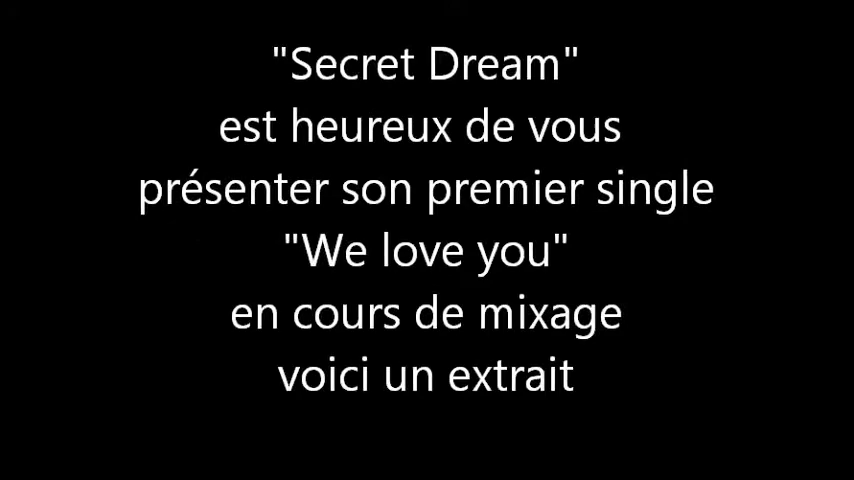 "Secret Dream"
est heureux de vous
présenter son premier single
"We love you"
en cours de mixage
voici un extrait